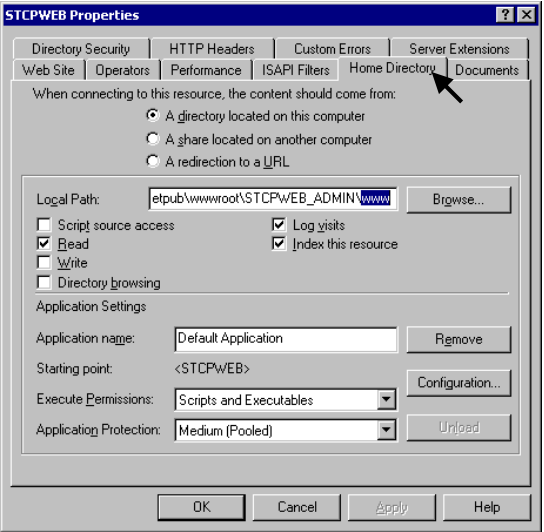 STCPWEB Properties
Directory Security HTTP Headers Custom Errors Server Extensions
Web Site Operators Performance ISAPI Filters Home Directory Documents
When connecting to this resource, the content should come from:
A directory located on this computer
A share located on another computer
A redirection to a URL
Local Path: etpub\wwwroot\STCPWEB_ADMIN\www Browse...
Script source access Log visits
Read Index this resource
Write
Directory browsing
Application Settings
Application name: Default Application Remove
Starting point: <STCPWEB>
Configuration...
Execute Permissions: Scripts and Executables
Application Protection: Medium (Pooled) Unload
OK Cancel Apply Help